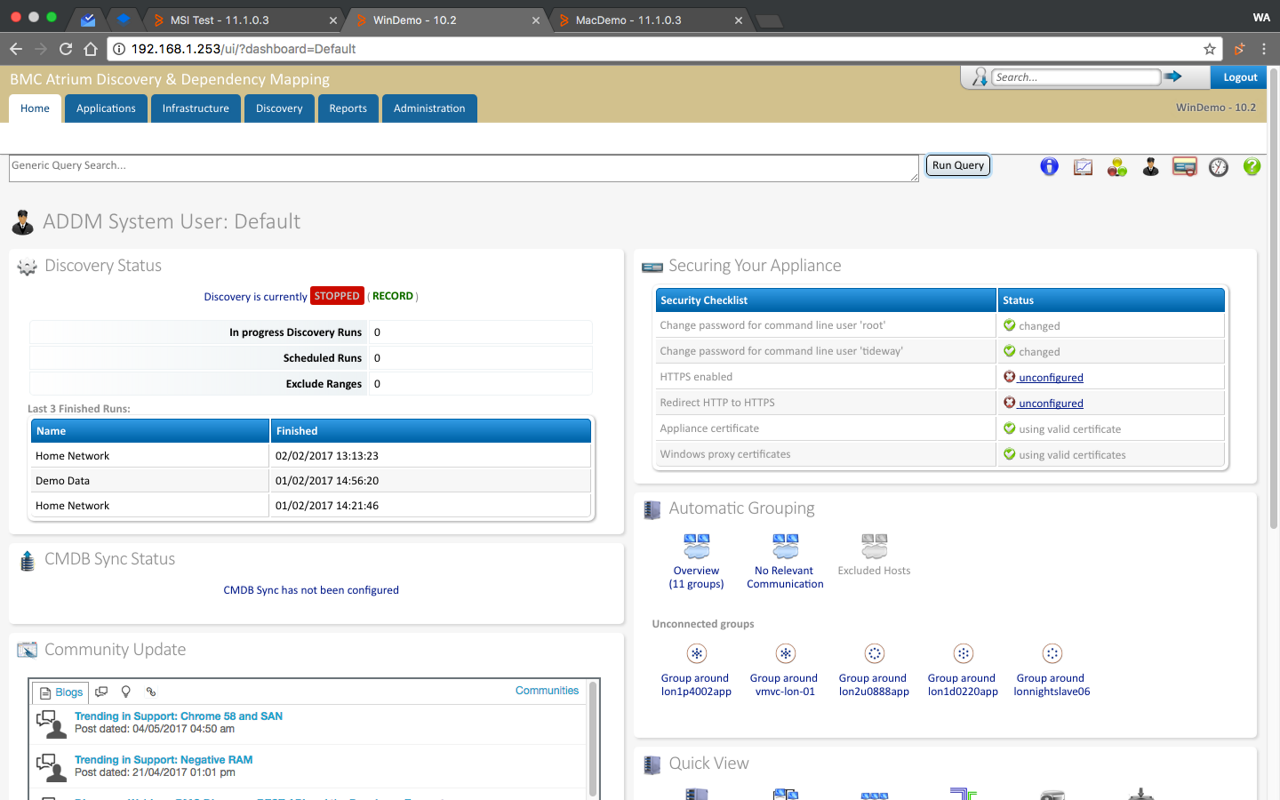 MSI Test - 11.1.0.3
WinDemo - 10.2
MacDemo - 11.1.0.3
WA
192.168.1.253/ui/?dashboard=Default
BMC Atrium Discovery & Dependency Mapping
Search...
Logout
Home
Applications
Infrastructure
Discovery
Reports
Administration
WinDemo - 10.2
Generic Query Search...
Run Query
ADDM System User: Default
Discovery Status
Discovery is currently STOPPED ( RECORD )
In progress Discovery Runs 0
Scheduled Runs 0
Exclude Ranges 0
Last 3 Finished Runs:
Name Finished
Home Network 02/02/2017 13:13:23
Demo Data 01/02/2017 14:56:20
Home Network 01/02/2017 14:21:46
CMDB Sync Status
CMDB Sync has not been configured
Community Update
Blogs
Communities
Trending in Support: Chrome 58 and SAN
Post dated: 04/05/2017 04:50 am
Trending in Support: Negative RAM
Post dated: 21/04/2017 01:01 pm
Securing Your Appliance
Security Checklist Status
Change password for command line user 'root' changed
Change password for command line user 'tideway' changed
HTTPS enabled unconfigured
Redirect HTTP to HTTPS unconfigured
Appliance certificate using valid certificate
Windows proxy certificates using valid certificates
Automatic Grouping
Overview
(11 groups)
No Relevant
Communication
Excluded Hosts
Unconnected groups
Group around
lon1p4002app
Group around
vmvc-lon-01
Group around
lon2u0888app
Group around
lon1d0220app
Group around
lonnightslave06
Quick View